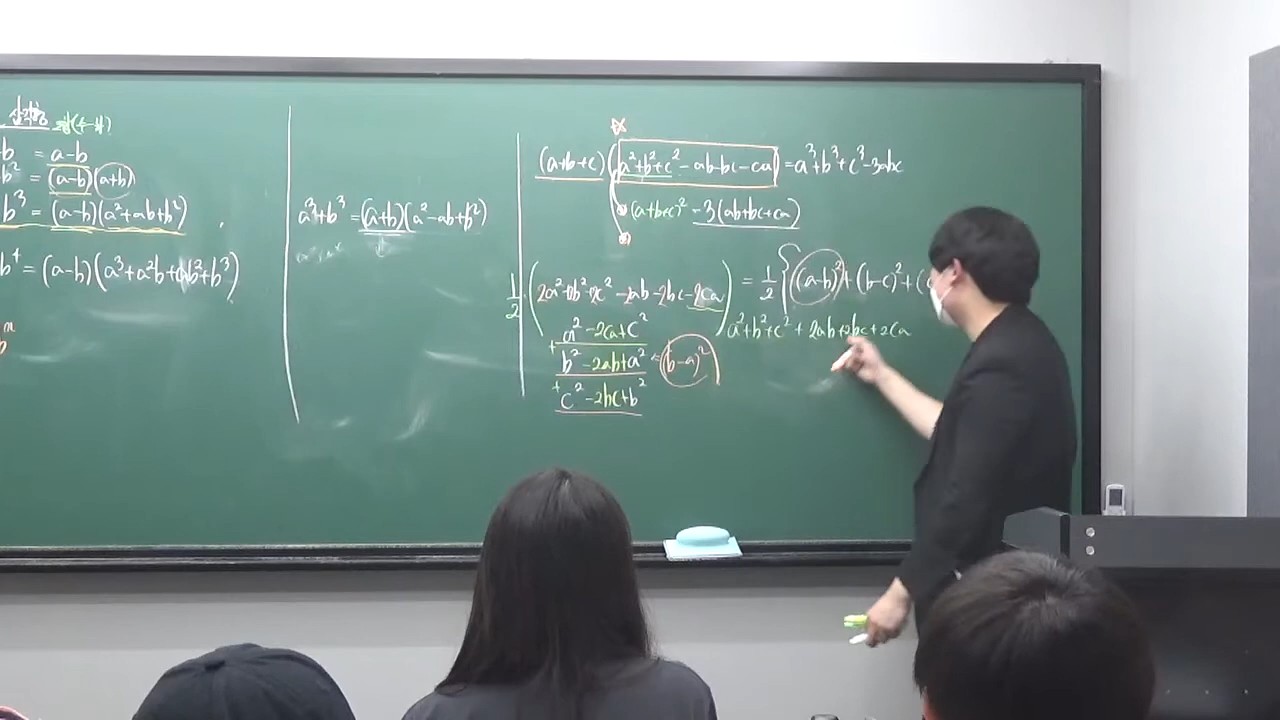 b = a-b
b² = (a-b)(a+b)
b³ = (a-b)(a²+ab+b²)
b⁴ = (a-b)(a³+a²b+ab²+b³)
a³+b³ = (a+b)(a²-ab+b²)
(a+b+c)(a²+b²+c²-ab-bc-ca) = a³+b³+c³-3abc
(a+b+c)² -3(ab+bc+ca)
1/2 (2a²+2b²+2c²-2ab-2bc-2ca) = 1/2 {(a-b)²+(b-c)²+(
a²-2ca+c²
a²+b²+c²+2ab+2bc+2ca
+ b²-2ab+a² = (b-a)²
+ c²-2bc+b²